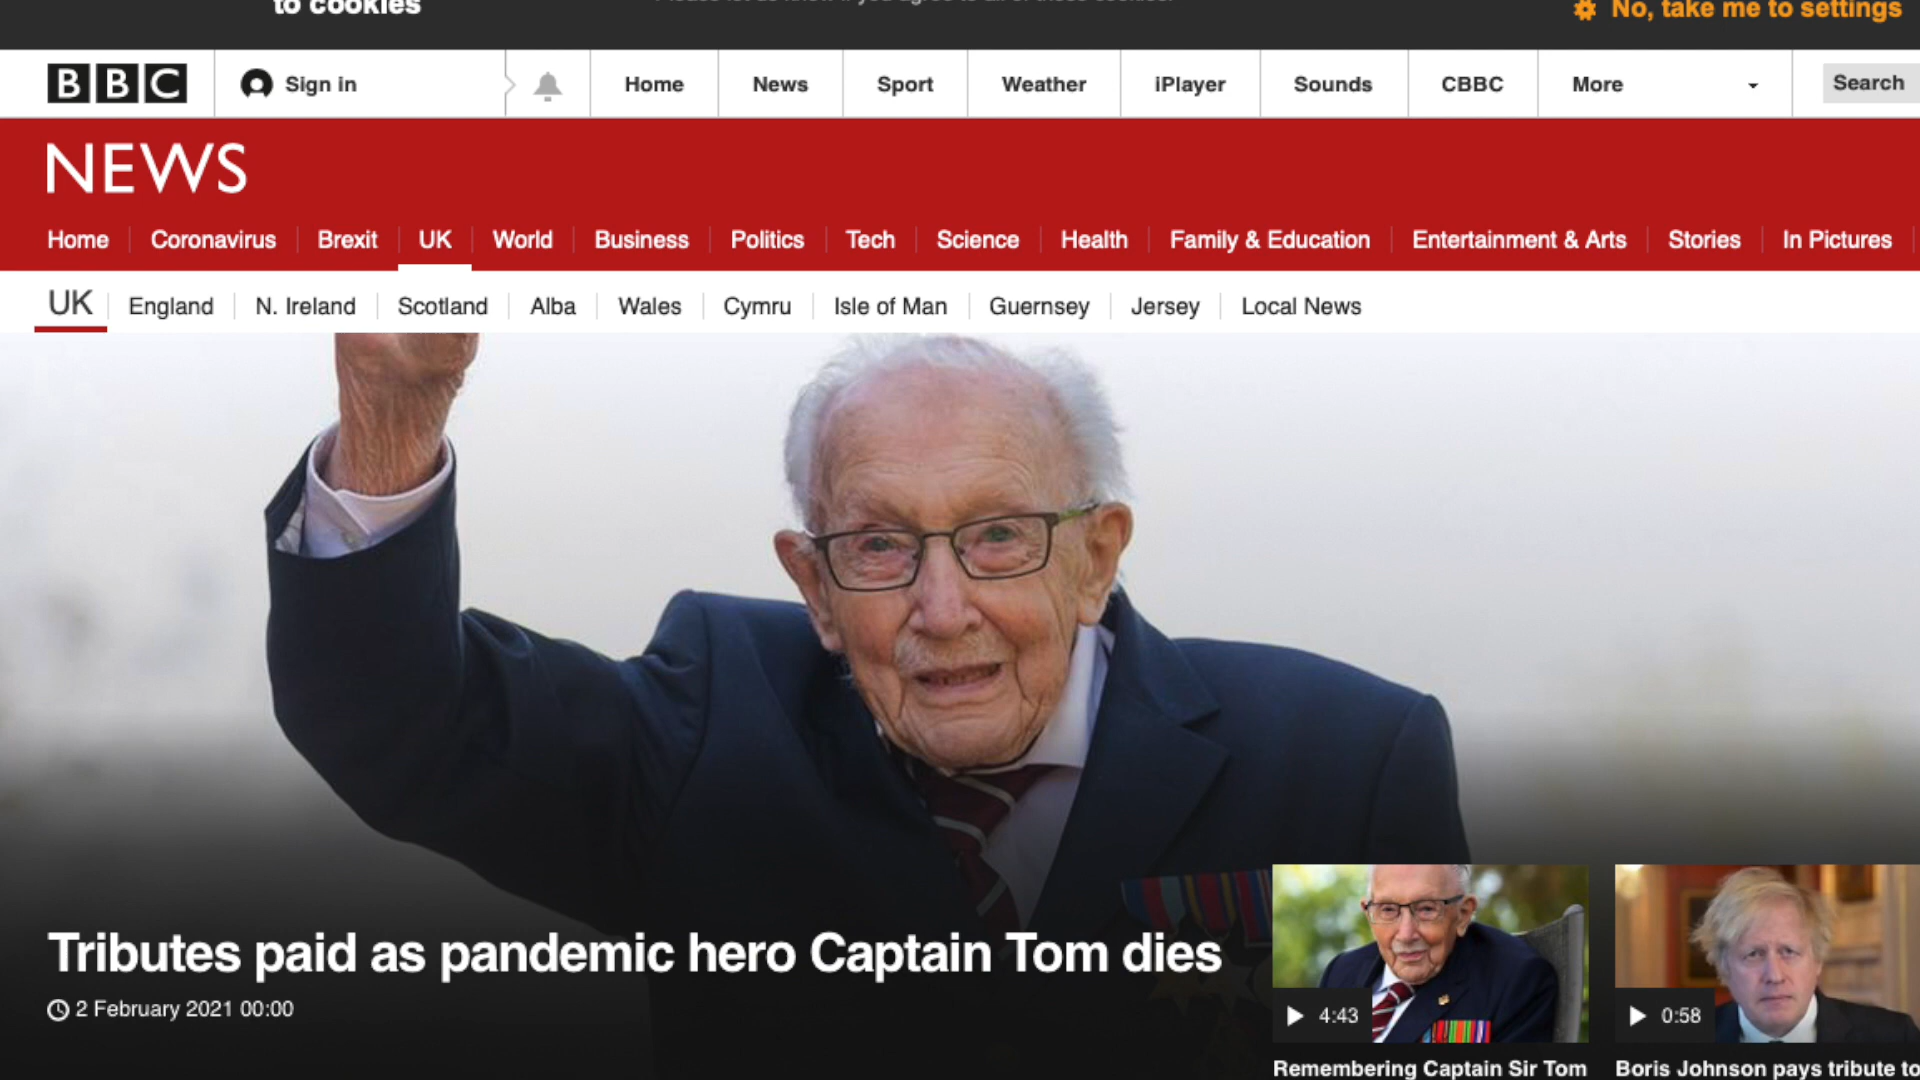 to cookies
No, take me to settings
BBC
Sign in
Home
News
Sport
Weather
iPlayer
Sounds
CBBC
More
Search
NEWS
Home
Coronavirus
Brexit
UK
World
Business
Politics
Tech
Science
Health
Family & Education
Entertainment & Arts
Stories
In Pictures
UK
England
N. Ireland
Scotland
Alba
Wales
Cymru
Isle of Man
Guernsey
Jersey
Local News
Tributes paid as pandemic hero Captain Tom dies
2 February 2021 00:00
4:43
0:58
Remembering Captain Sir Tom
Boris Johnson pays tribute to